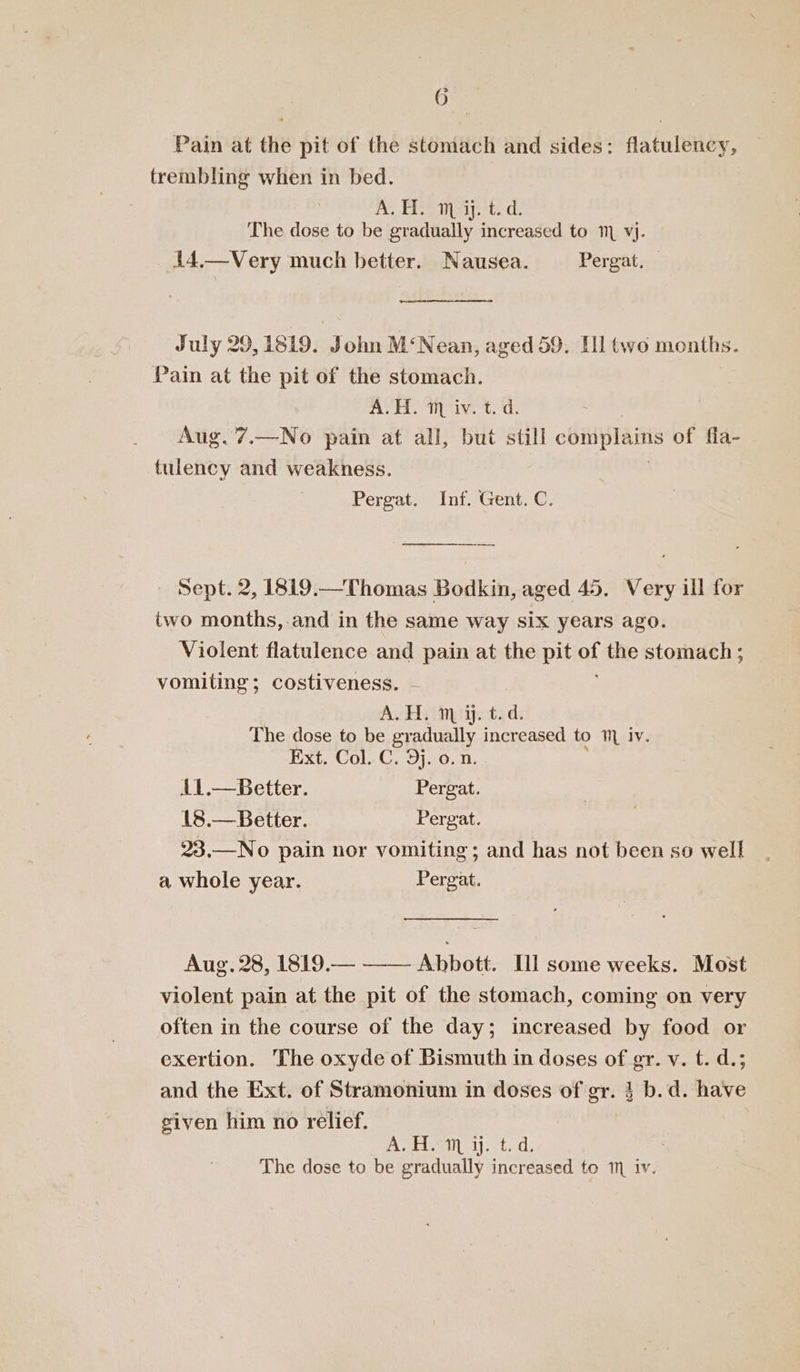 6
Pain at the pit of the stomach and sides: flatulency,
trembling when in bed.
A. H. ♏ ij. t. d.
The dose to be gradually increased to ♏ vj.
14.—Very much better. Nausea. Pergat.
July 29, 1819. John M‘Nean, aged 59. Ill two months.
Pain at the pit of the stomach.
A. H. ♏ iv. t. d.
Aug. 7.—No pain at all, but still complains of fla-
tulency and weakness.
Pergat. Inf. Gent. C.
Sept. 2, 1819.—Thomas Bodkin, aged 45. Very ill for
two months, and in the same way six years ago.
Violent flatulence and pain at the pit of the stomach;
vomiting; costiveness.
A. H. ♏ ij. t. d.
The dose to be gradually increased to ♏ iv.
Ext. Col. C. ℈j. o. n.
11.—Better. Pergat.
18.—Better. Pergat.
23.—No pain nor vomiting; and has not been so well
a whole year. Pergat.
Aug. 28, 1819.— —— Abbott. Ill some weeks. Most
violent pain at the pit of the stomach, coming on very
often in the course of the day; increased by food or
exertion. The oxyde of Bismuth in doses of gr. v. t. d.;
and the Ext. of Stramonium in doses of gr. b. d. have
given him no relief.
A. H. ♏ ij. t. d.
The dose to be gradually increased to ♏ iv.